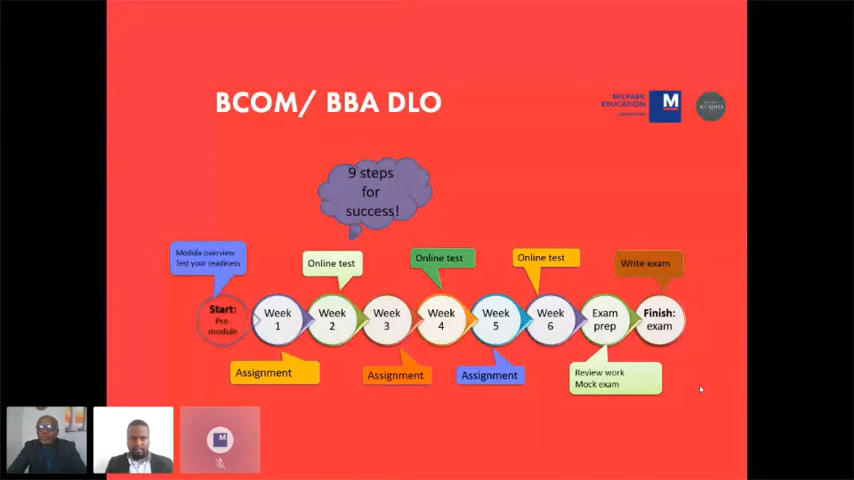 BCOM/ BBA DLO
MILPARK
EDUCATION
M
STADIO
9 steps
for
success!
Module overview
Test your readiness
Online test
Online test
Online test
Write exam
Start:
Pre-
module
Week
1
Week
2
Week
3
Week
4
Week
5
Week
6
Exam
prep
Finish:
exam
Assignment
Assignment
Assignment
Review work
Mock exam
M